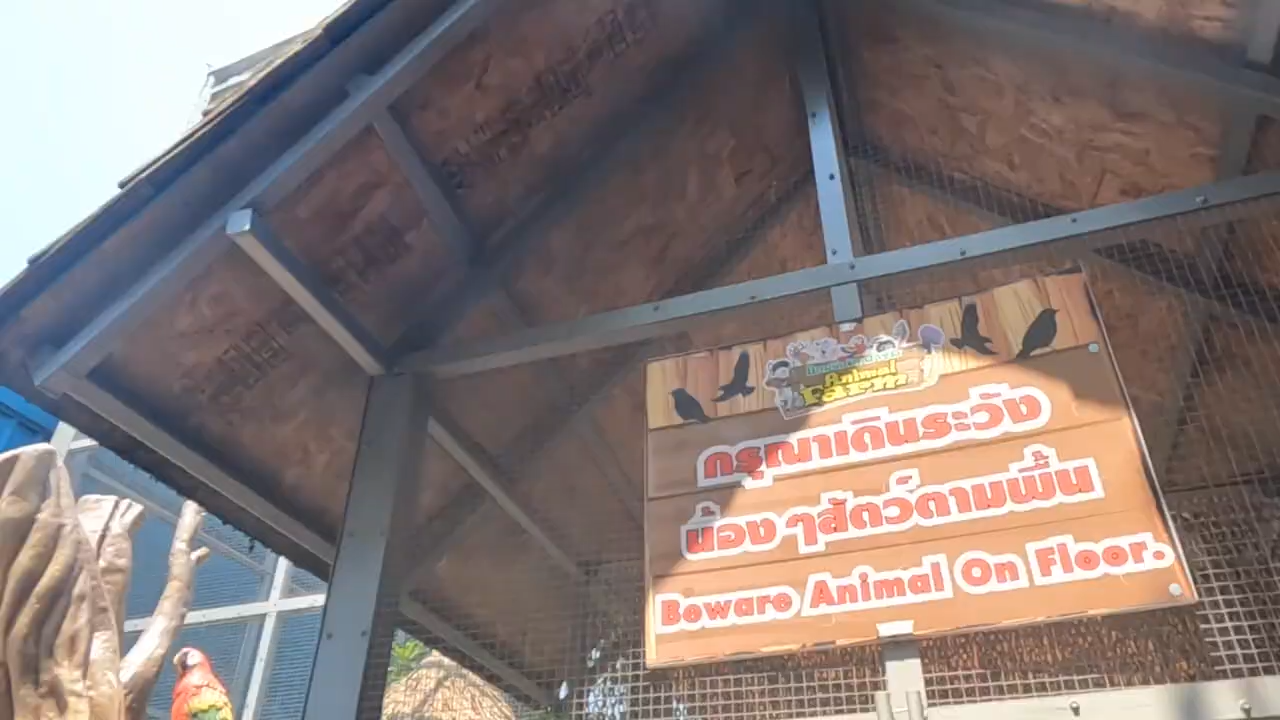 Animal
Farm
กรุณาเดินระวัง
น้อง ๆสัตว์ตามพื้น
Beware Animal On Floor.